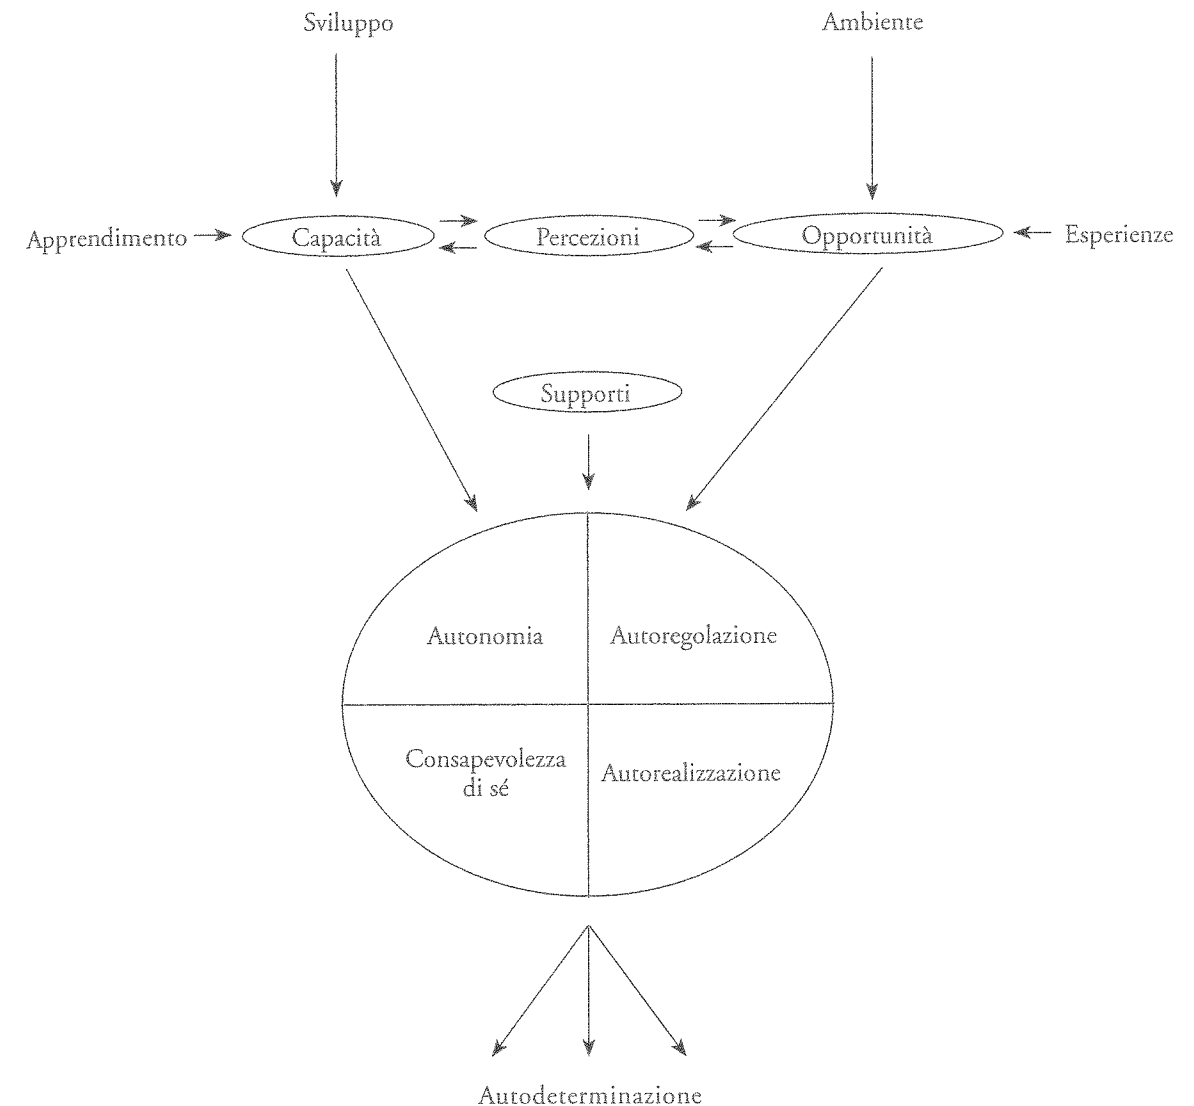 Sviluppo
Ambiente
Apprendimento
Capacità
Percezioni
Opportunità
Esperienze
Supporti
Autonomia
Autoregolazione
Consapevolezza
di sé
Autorealizzazione
Autodeterminazione